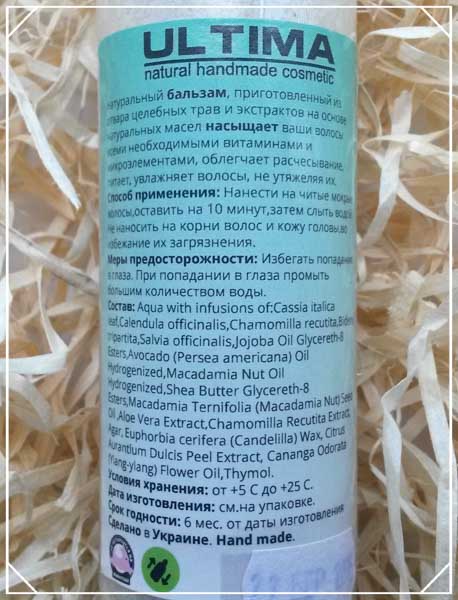 ULTIMA
natural handmade cosmetic
натуральный бальзам, приготовленный из
отвара целебных трав и экстрактов на основе
натуральных масел насыщает ваши волосы
всеми необходимыми витаминами и
микроэлементами, облегчает расчесывание,
питает, увлажняет волосы, не утяжеляя их.
Способ применения: Нанести на читые мокрые
волосы,оставить на 10 минут,затем слыть водой
Не наносить на корни волос и кожу головы,во
избежание их загрязнения.
Меры предосторожности: Избегать попадания
в глаза. При попадании в глаза промыть
большим количеством воды.
Состав: Aqua with infusions of:Cassia italica
leaf,Calendula officinalis,Chamomilla recutita,Bidens
tripartita,Salvia officinalis,Jojoba Oil Glycereth-8
Esters,Avocado (Persea americana) Oil
Hydrogenized,Macadamia Nut Oil
Hydrogenized,Shea Butter Glycereth-8
Esters,Macadamia Ternifolia (Macadamia Nut) Seed
Oil ,Aloe Vera Extract,Chamomilla Recutita Extract,
Agar, Euphorbia cerifera (Candelilla) Wax, Citrus
Aurantium Dulcis Peel Extract, Cananga Odorata
(Ylang-ylang) Flower Oil,Thymol.
Условия хранения: от +5 С до +25 С.
Дата изготовления: см.на упаковке.
Срок годности: 6 мес. от даты изготовления
Сделано в Украине. Hand made.